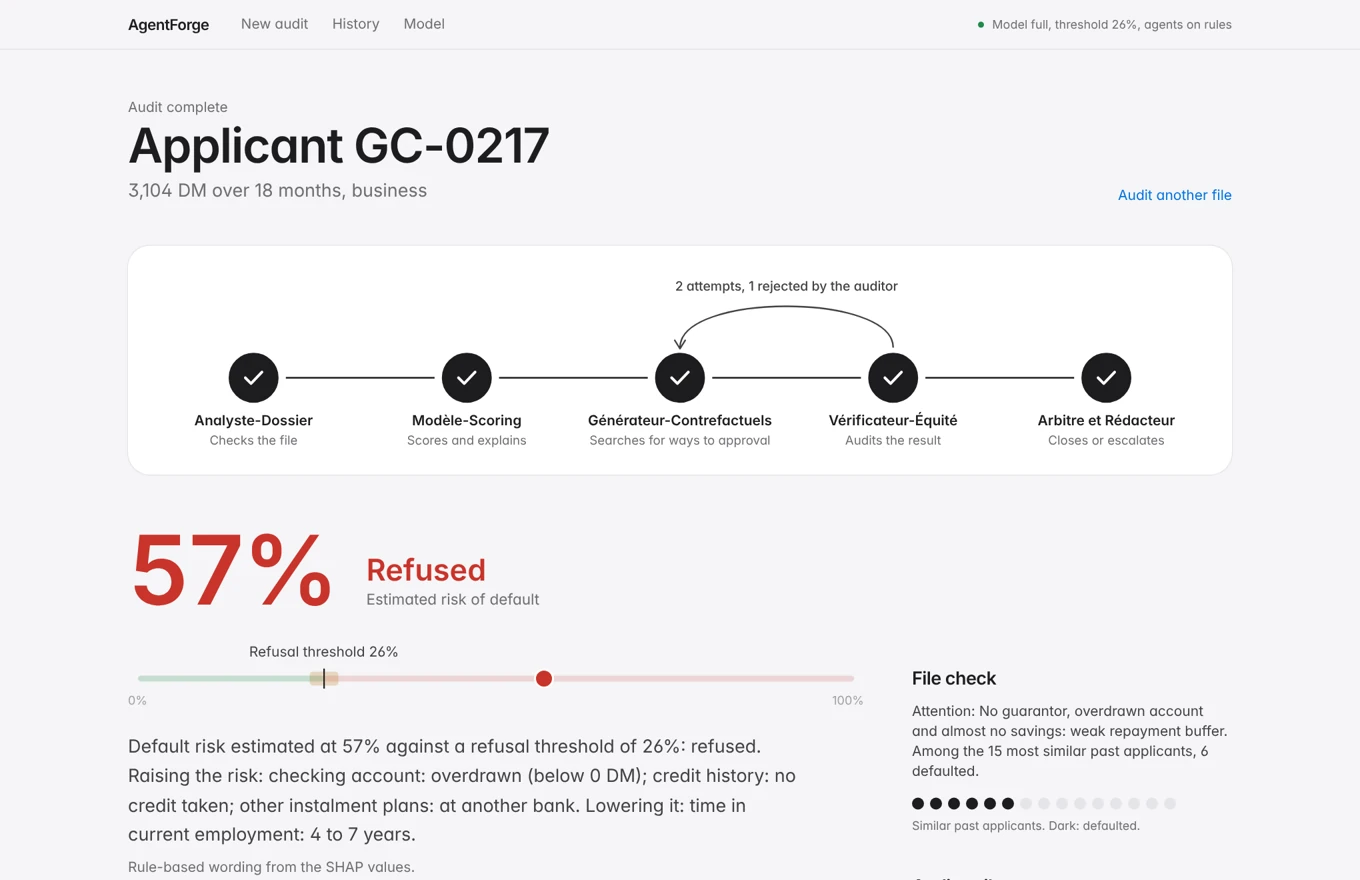 AgentForge New audit History Model Model full, threshold 26%, agents on rules
Audit complete
Applicant GC-0217
3,104 DM over 18 months, business
Audit another file
2 attempts, 1 rejected by the auditor
Analyste-Dossier
Checks the file
Modèle-Scoring
Scores and explains
Générateur-Contrefactuels
Searches for ways to approval
Vérificateur-Équité
Audits the result
Arbitre et Rédacteur
Closes or escalates
57%
Refused
Estimated risk of default
Refusal threshold 26%
0%
100%
Default risk estimated at 57% against a refusal threshold of 26%: refused.
Raising the risk: checking account: overdrawn (below 0 DM); credit history: no
credit taken; other instalment plans: at another bank. Lowering it: time in
current employment: 4 to 7 years.
Rule-based wording from the SHAP values.
File check
Attention: No guarantor, overdrawn account
and almost no savings: weak repayment buffer.
Among the 15 most similar past applicants, 6
defaulted.
Similar past applicants. Dark: defaulted.